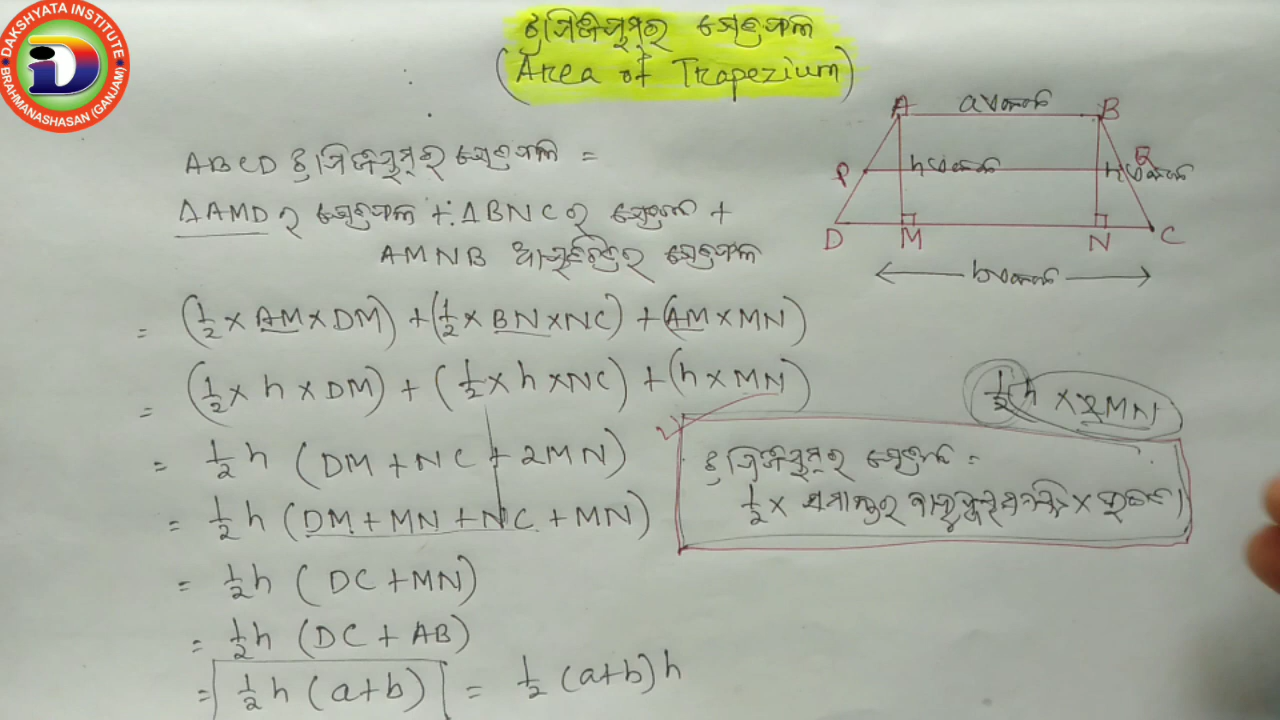 DAKSHYATA INSTITUTE
BRAHMANASHASAN (GANJAM)
iD
ଟ୍ରାପିଜିୟମ୍‌ର କ୍ଷେତ୍ରଫଳ
(Area of Trapezium)
A a ଏକକ B
P h ଏକକ h ଏକକ Q
D M N C
b ଏକକ
ABCD ଟ୍ରାପିଜିୟମ୍‌ର କ୍ଷେତ୍ରଫଳ =
ΔAMD ର କ୍ଷେତ୍ରଫଳ + ΔBNC ର କ୍ଷେତ୍ରଫଳ +
AMNB ଆୟତଚିତ୍ରର କ୍ଷେତ୍ରଫଳ
= (1/2 × AM × DM) + (1/2 × BN × NC) + (AM × MN)
= (1/2 × h × DM) + (1/2 × h × NC) + (h × MN)
1/2 h × 2MN
= 1/2 h (DM + NC + 2MN)
= 1/2 h (DM + MN + NC + MN)
= 1/2 h (DC + MN)
= 1/2 h (DC + AB)
= 1/2 h (a+b) = 1/2 (a+b) h
ଟ୍ରାପିଜିୟମ୍‌ର କ୍ଷେତ୍ରଫଳ =
1/2 × ସମାନ୍ତର ବାହୁଦ୍ୱୟର ସମଷ୍ଟି × ଉଚ୍ଚତା।